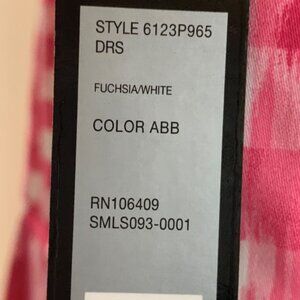 STYLE 6123P965
DRS
FUCHSIA/WHITE
COLOR ABB
RN106409
SMLS093-0001